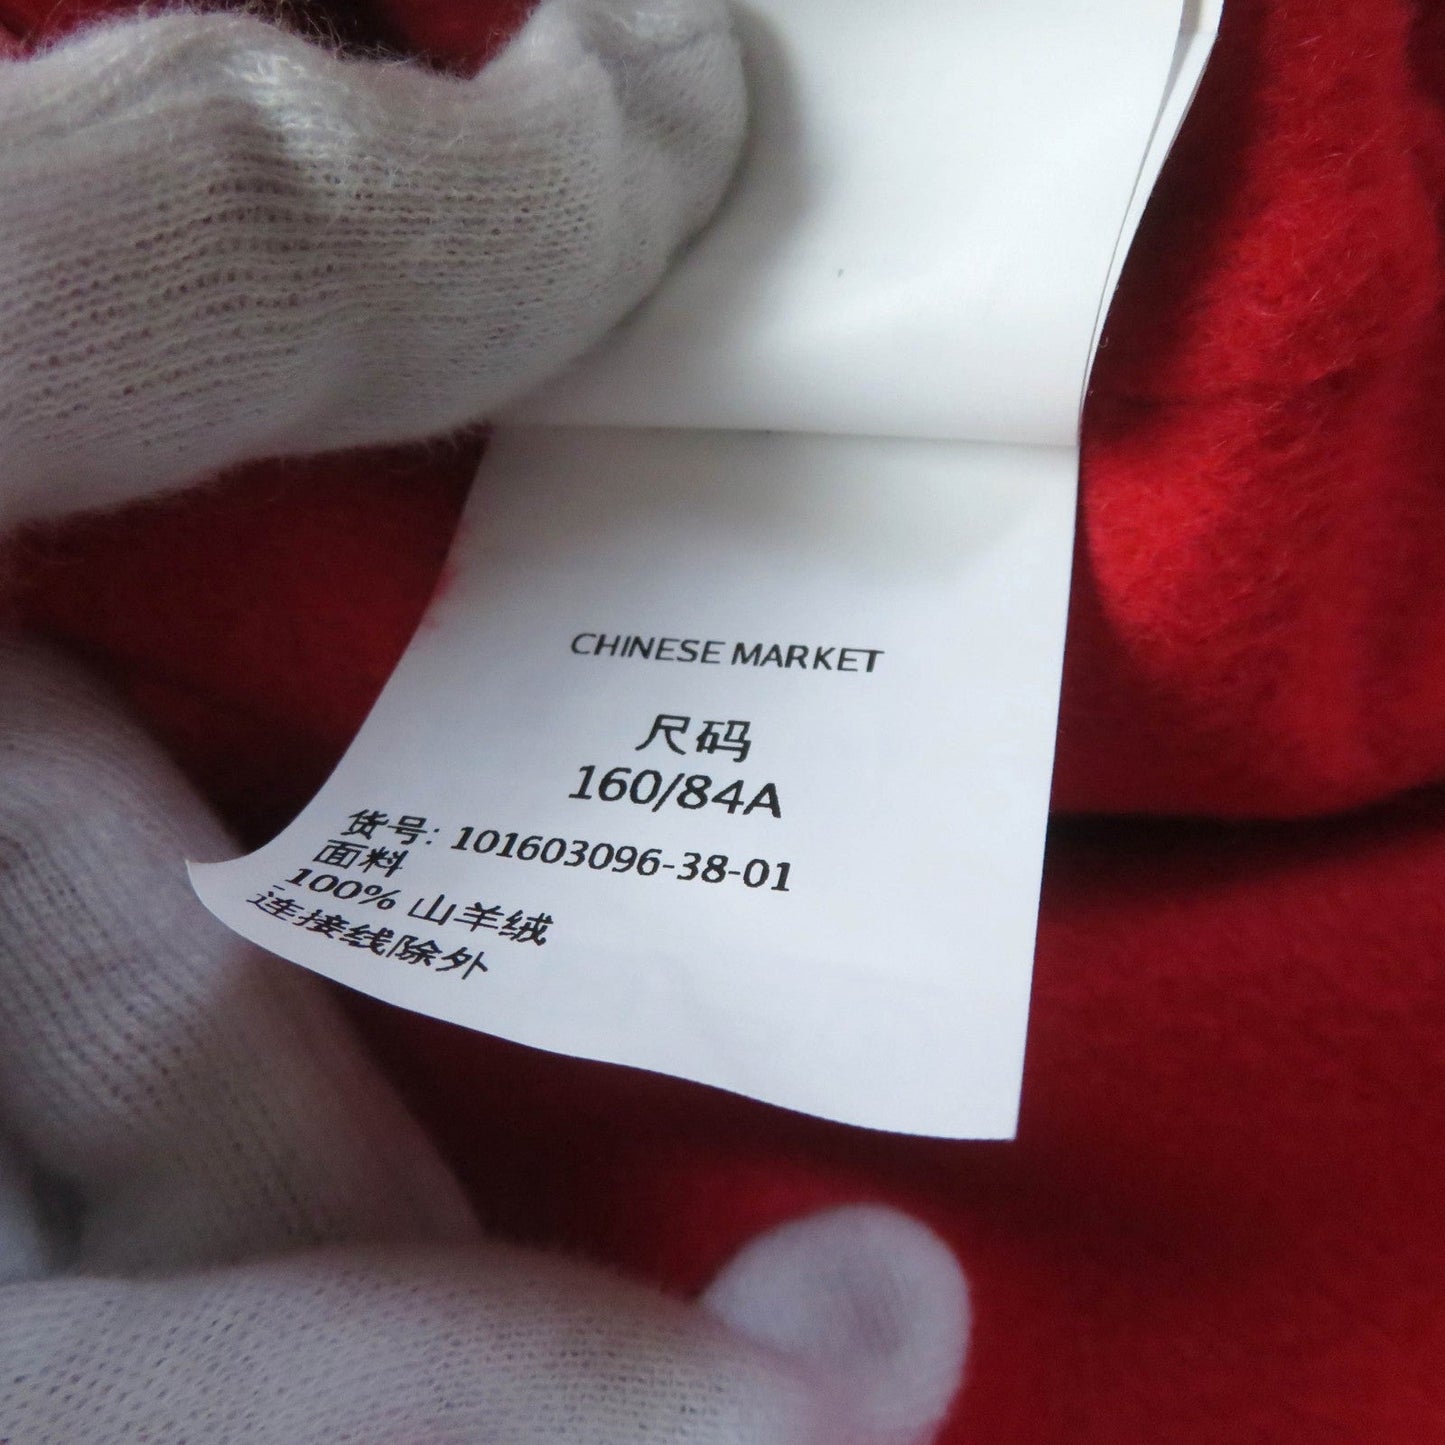 CHINESE MARKET
尺码
160/84A
货号: 101603096-38-01
面料
100% 山羊绒
连接线除外